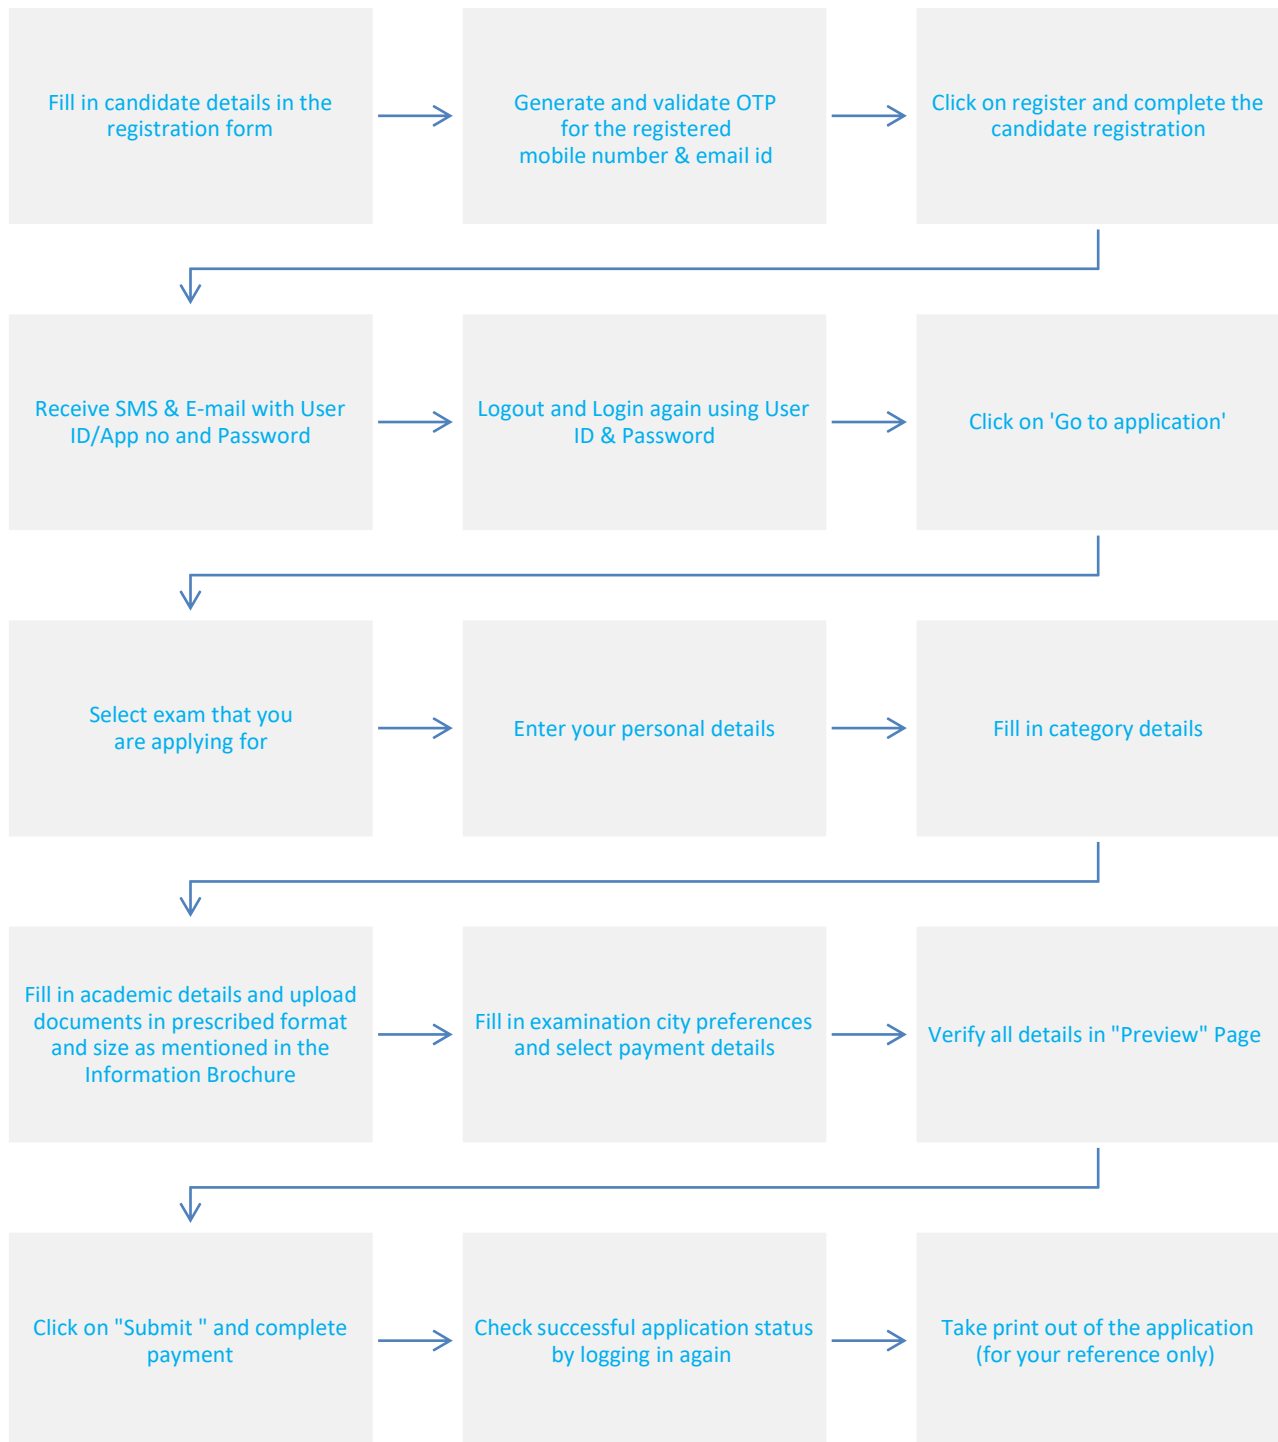 Fill in candidate details in the
registration form
Generate and validate OTP
for the registered
mobile number & email id
Click on register and complete the
candidate registration
Receive SMS & E-mail with User
ID/App no and Password
Logout and Login again using User
ID & Password
Click on 'Go to application'
Select exam that you
are applying for
Enter your personal details
Fill in category details
Fill in academic details and upload
documents in prescribed format
and size as mentioned in the
Information Brochure
Fill in examination city preferences
and select payment details
Verify all details in "Preview" Page
Click on "Submit " and complete
payment
Check successful application status
by logging in again
Take print out of the application
(for your reference only)